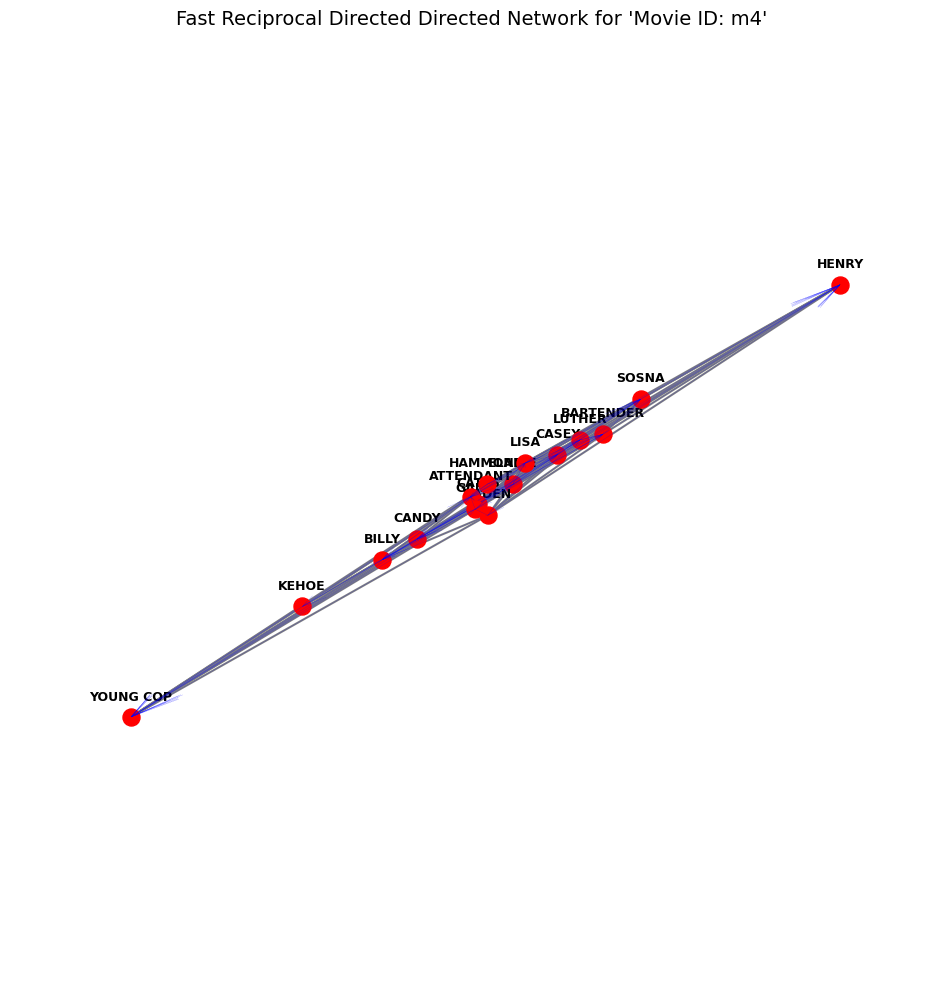 Fast Reciprocal Directed Directed Network for 'Movie ID: m4'
HENRY
SOSNA
BARTENDER
LUTHER
CASEY
LISA
HAMMOND
ATTENDANT
CANDY
BILLY
KEHOE
YOUNG COP